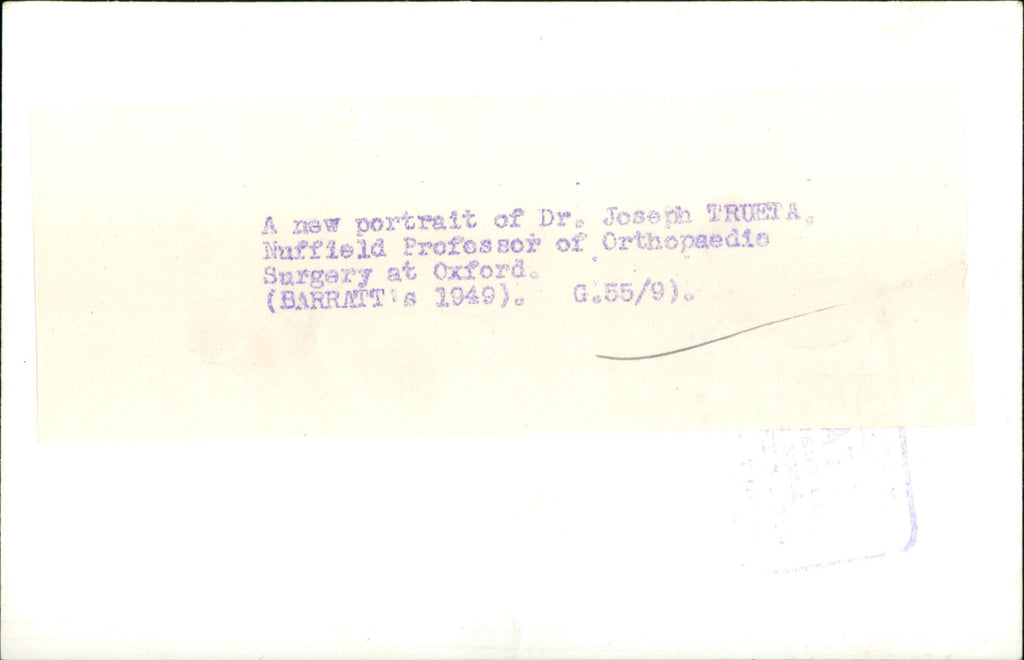 A new portrait of Dr. Joseph TRUETA,
Nuffield Professor of Orthopaedic
Surgery at Oxford.
(BARRATT's 1949). G.55/9).